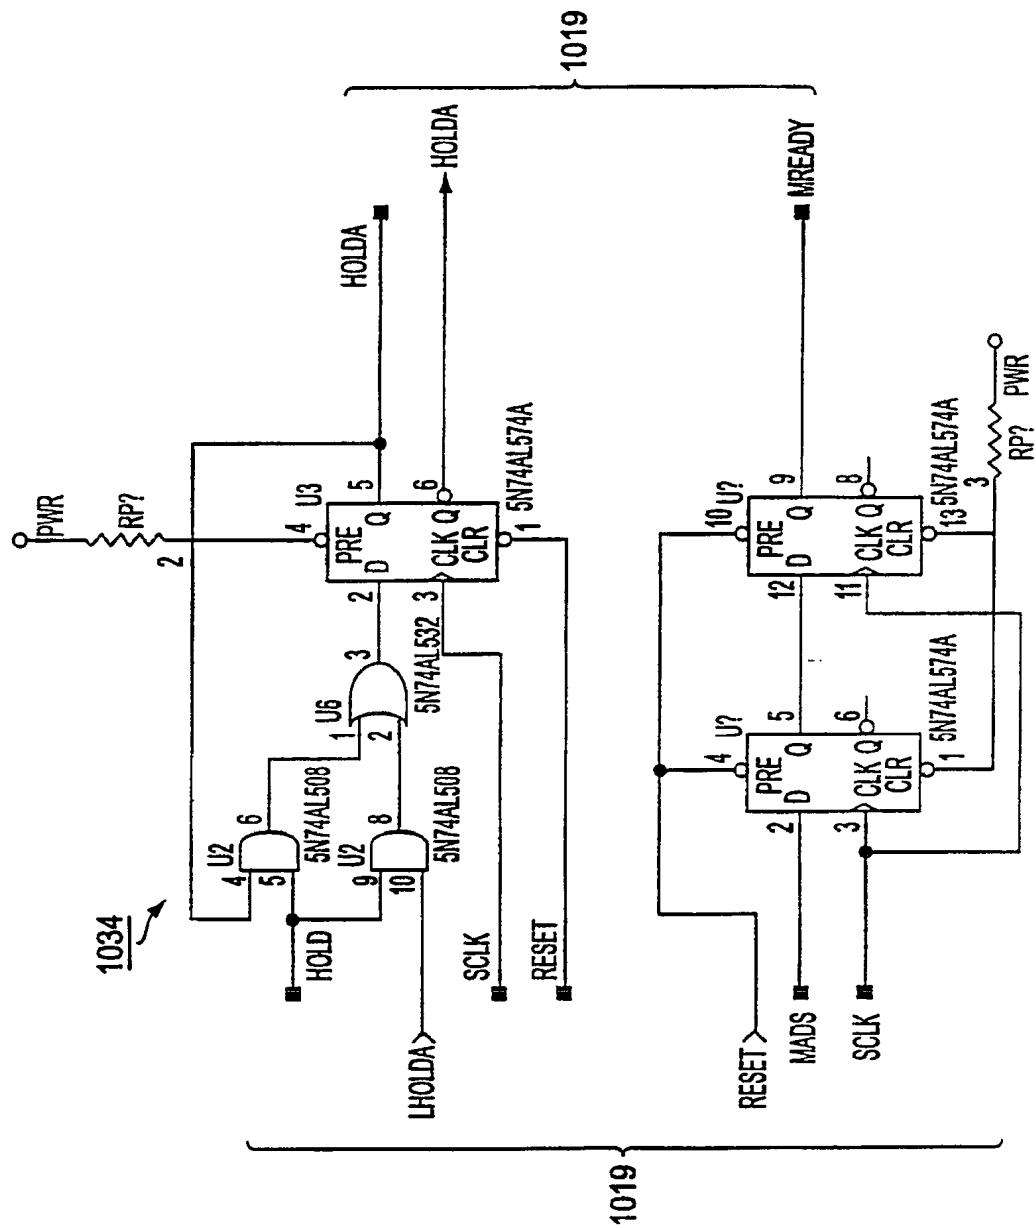 1034
PWR
RP?
2
U2
4
5
6
5N74AL508
HOLD
U2
9
10
8
5N74AL508
LHOLDA
U6
1
2
3
5N74AL532
SCLK
RESET
U3
4
PRE
2
D
Q
5
3
CLK
Q
6
CLR
1
5N74AL574A
HOLDA
HOLDA
1019
RESET
MADS
SCLK
U?
4
PRE
2
D
Q
5
3
CLK
Q
6
CLR
1
5N74AL574A
U?
10
PRE
12
D
Q
9
11
CLK
Q
8
CLR
13
5N74AL574A
3
RP?
PWR
MREADY
1019